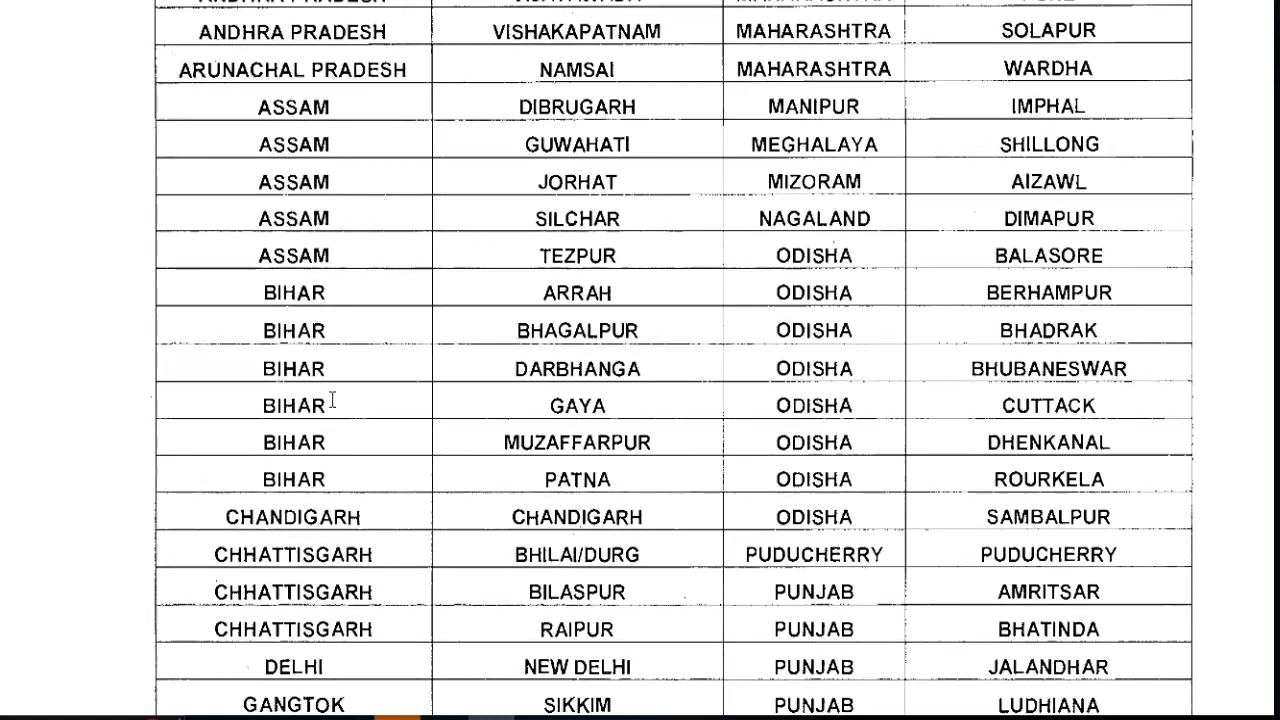 ANDHRA PRADESH VISHAKAPATNAM MAHARASHTRA SOLAPUR
ARUNACHAL PRADESH NAMSAI MAHARASHTRA WARDHA
ASSAM DIBRUGARH MANIPUR IMPHAL
ASSAM GUWAHATI MEGHALAYA SHILLONG
ASSAM JORHAT MIZORAM AIZAWL
ASSAM SILCHAR NAGALAND DIMAPUR
ASSAM TEZPUR ODISHA BALASORE
BIHAR ARRAH ODISHA BERHAMPUR
BIHAR BHAGALPUR ODISHA BHADRAK
BIHAR DARBHANGA ODISHA BHUBANESWAR
BIHAR GAYA ODISHA CUTTACK
BIHAR MUZAFFARPUR ODISHA DHENKANAL
BIHAR PATNA ODISHA ROURKELA
CHANDIGARH CHANDIGARH ODISHA SAMBALPUR
CHHATTISGARH BHILAI/DURG PUDUCHERRY PUDUCHERRY
CHHATTISGARH BILASPUR PUNJAB AMRITSAR
CHHATTISGARH RAIPUR PUNJAB BHATINDA
DELHI NEW DELHI PUNJAB JALANDHAR
GANGTOK SIKKIM PUNJAB LUDHIANA